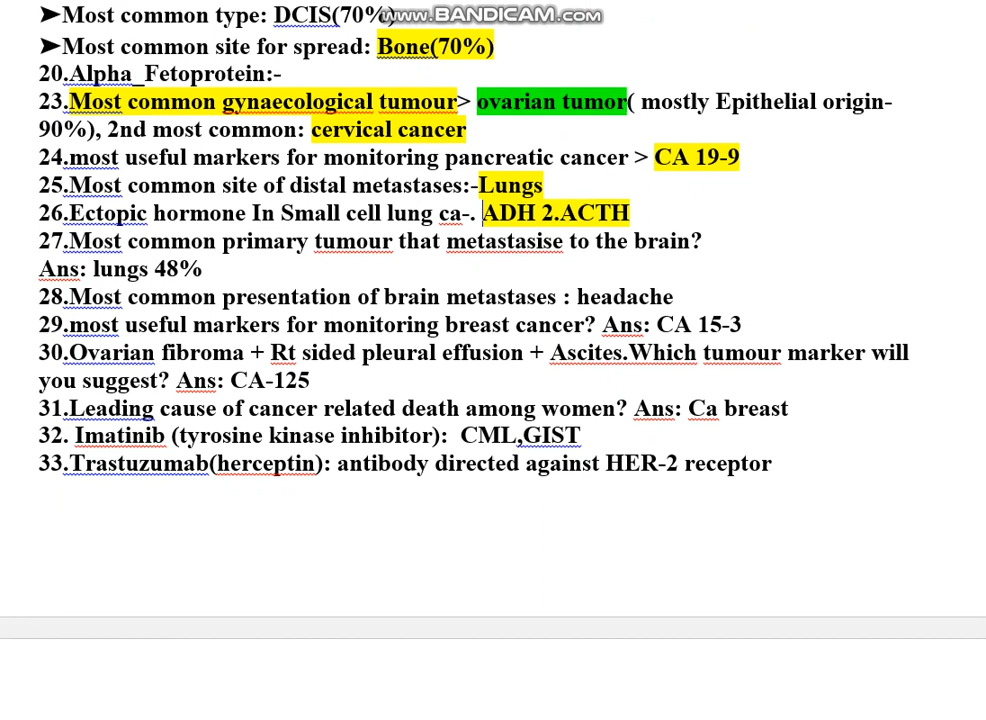 ➤Most common type: DCIS(70%)
www.BANDICAM.com
➤Most common site for spread: Bone(70%)
20.Alpha_Fetoprotein:-
23.Most common gynaecological tumour> ovarian tumor( mostly Epithelial origin-
90%), 2nd most common: cervical cancer
24.most useful markers for monitoring pancreatic cancer > CA 19-9
25.Most common site of distal metastases:-Lungs
26.Ectopic hormone In Small cell lung ca-. ADH 2.ACTH
27.Most common primary tumour that metastasise to the brain?
Ans: lungs 48%
28.Most common presentation of brain metastases : headache
29.most useful markers for monitoring breast cancer? Ans: CA 15-3
30.Ovarian fibroma + Rt sided pleural effusion + Ascites.Which tumour marker will
you suggest? Ans: CA-125
31.Leading cause of cancer related death among women? Ans: Ca breast
32. Imatinib (tyrosine kinase inhibitor): CML,GIST
33.Trastuzumab(herceptin): antibody directed against HER-2 receptor